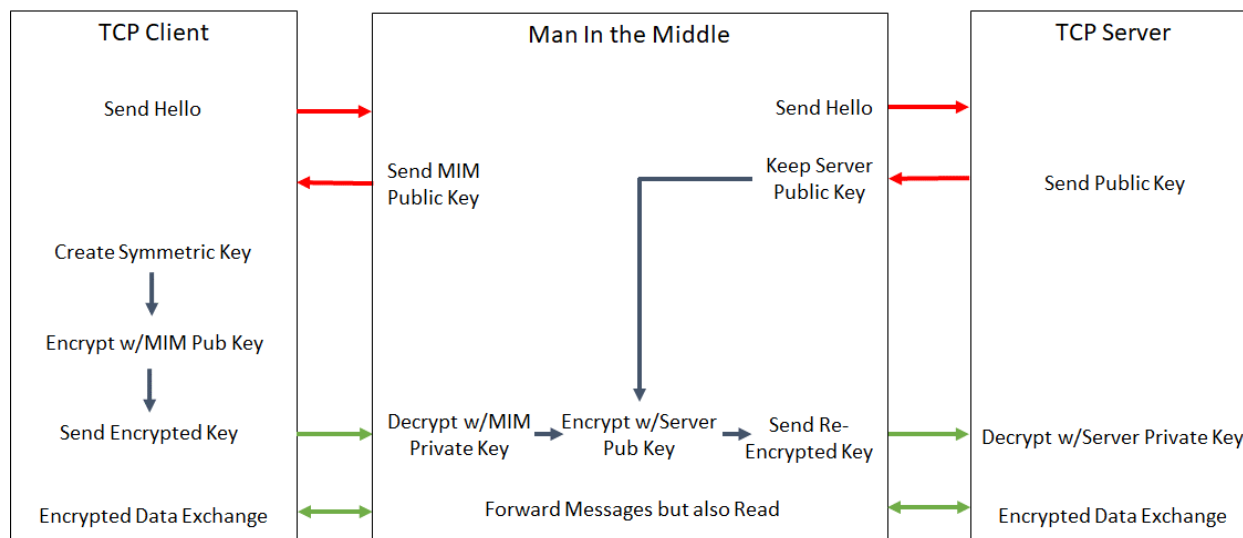 TCP Client
Man In the Middle
TCP Server
Send Hello
Send Hello
Send MIM
Public Key
Keep Server
Public Key
Send Public Key
Create Symmetric Key
Encrypt w/MIM Pub Key
Send Encrypted Key
Decrypt w/MIM
Private Key
Encrypt w/Server
Pub Key
Send Re-
Encrypted Key
Decrypt w/Server Private Key
Encrypted Data Exchange
Forward Messages but also Read
Encrypted Data Exchange